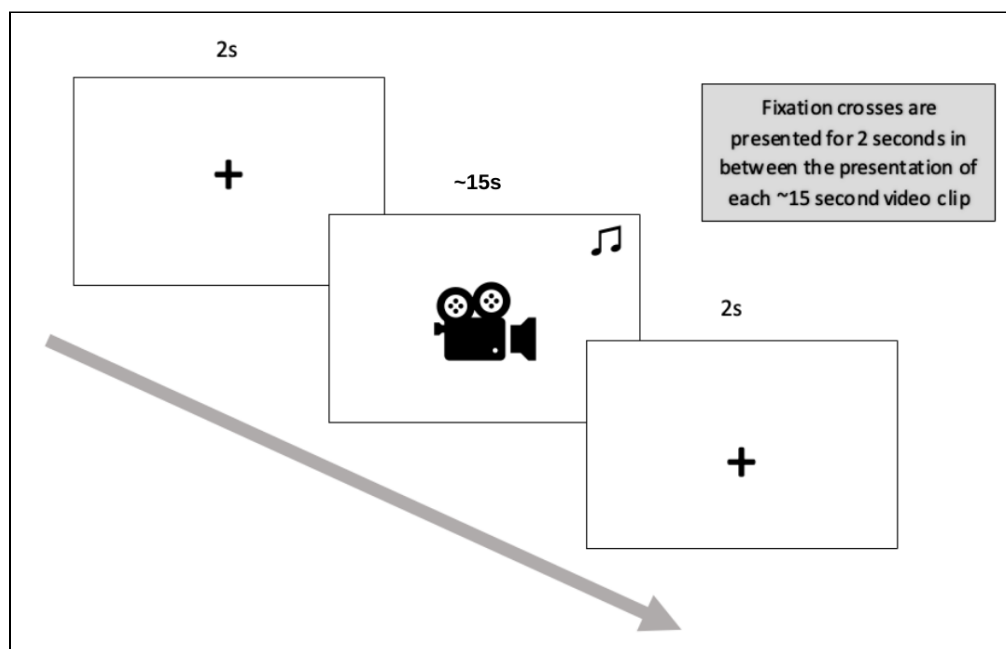 2s
~15s
2s
Fixation crosses are
presented for 2 seconds in
between the presentation of
each ~15 second video clip